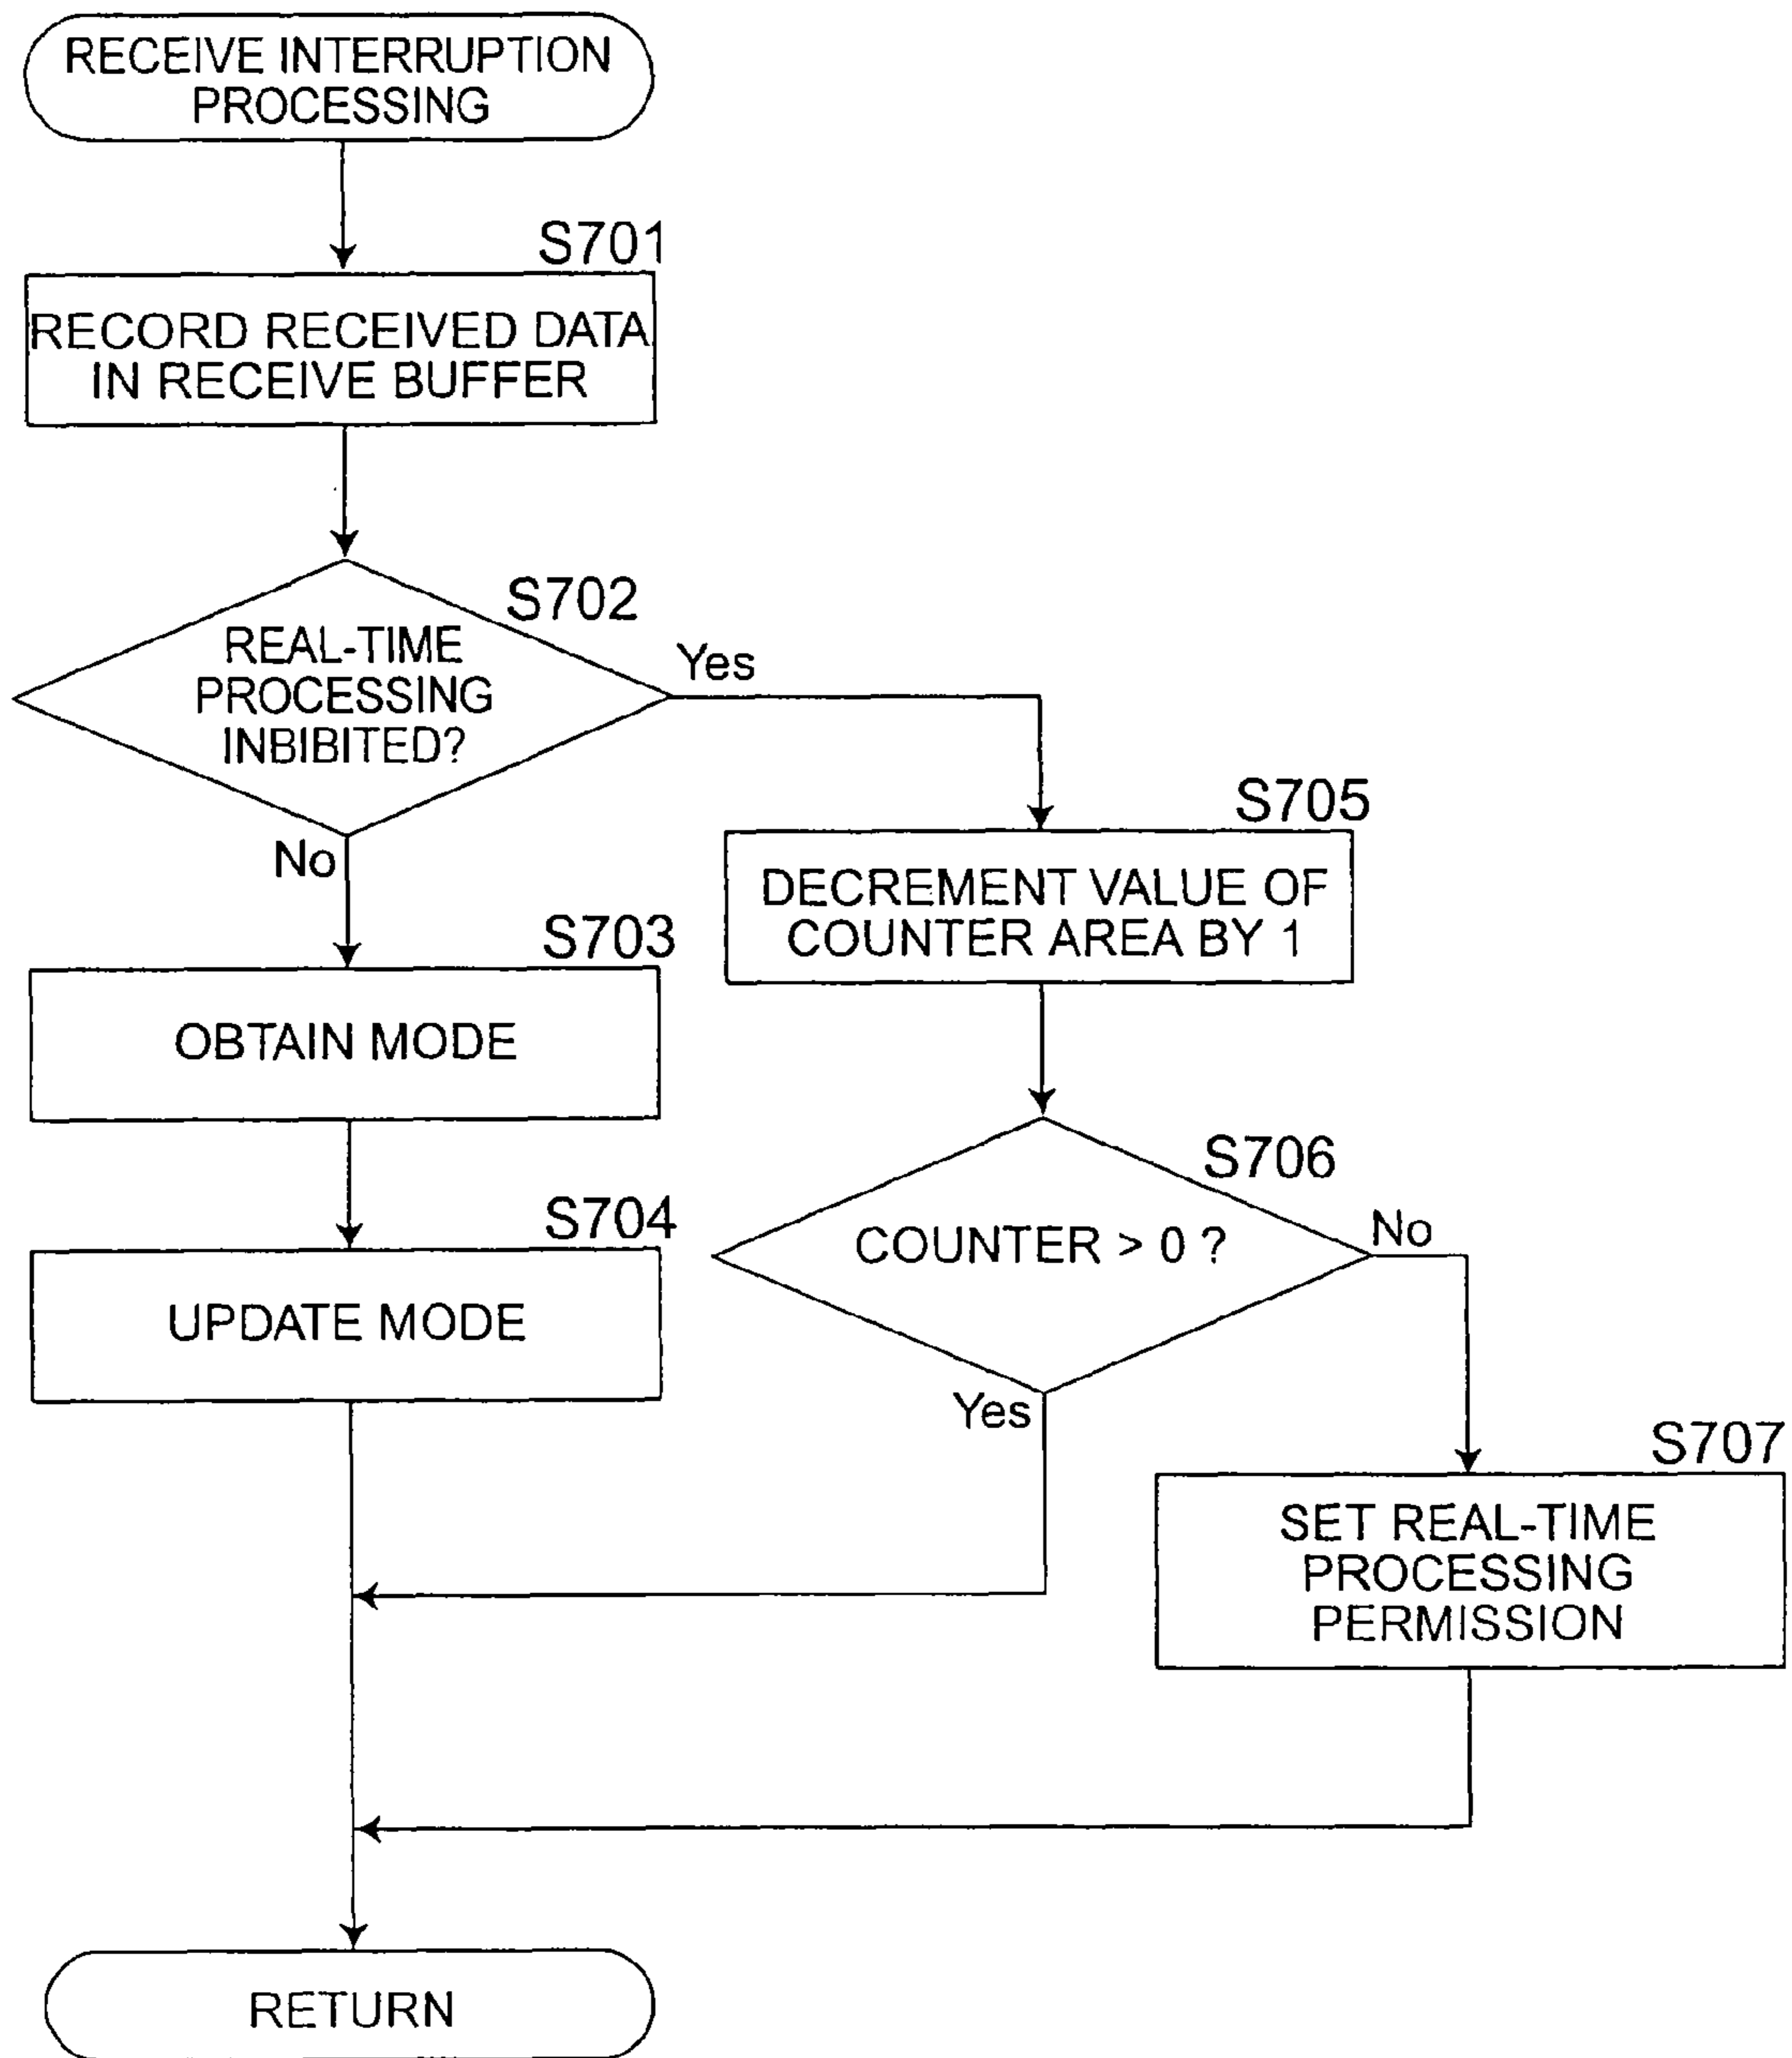 RECEIVE INTERRUPTION
PROCESSING
S701
RECORD RECEIVED DATA
IN RECEIVE BUFFER
S702
REAL-TIME
PROCESSING
INBIBITED?
Yes
No
S703
OBTAIN MODE
S704
UPDATE MODE
S705
DECREMENT VALUE OF
COUNTER AREA BY 1
S706
COUNTER > 0 ?
No
Yes
S707
SET REAL-TIME
PROCESSING
PERMISSION
RETURN